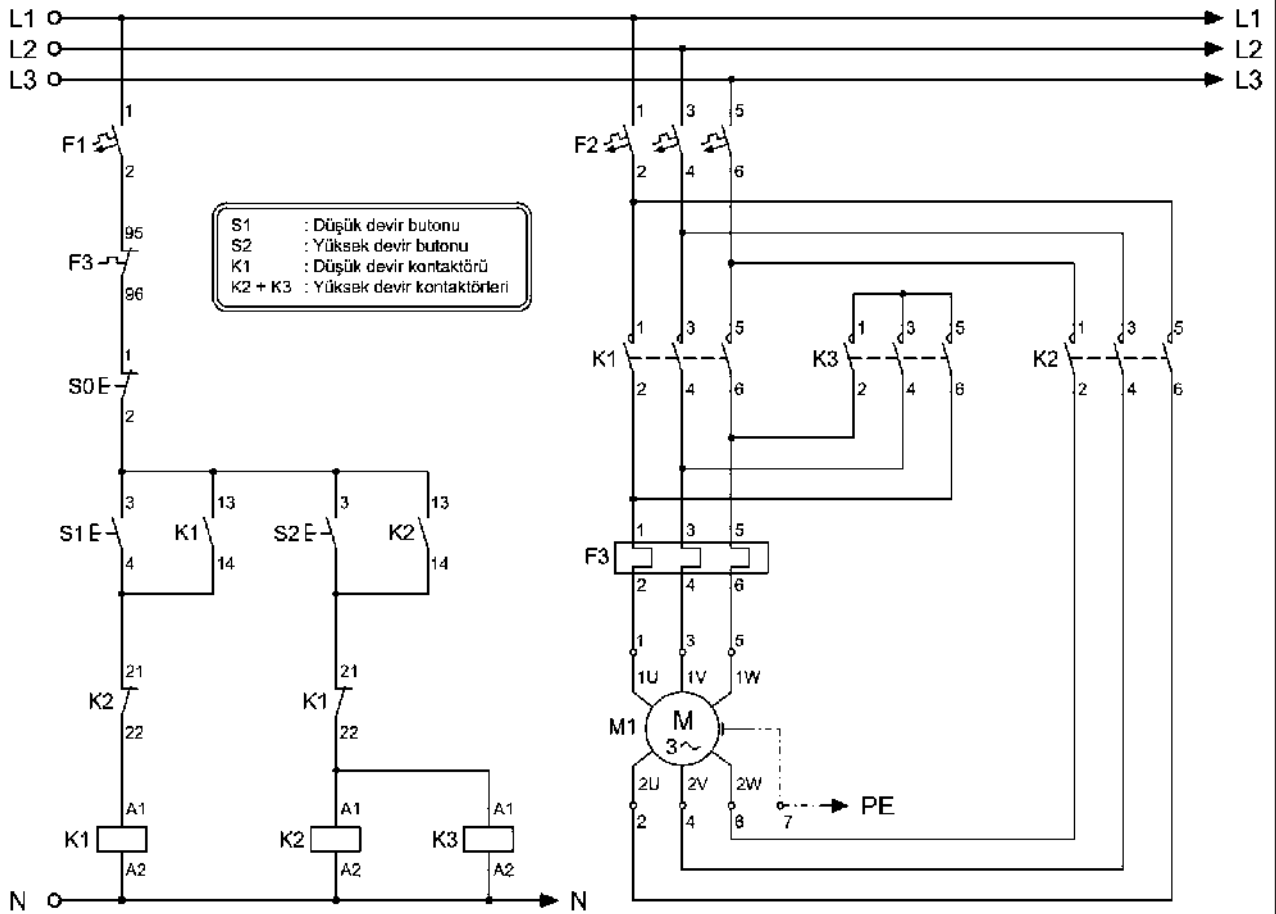 L1 L1
L2 L2
L3 L3
1 1 3 5
F1 F2
2 2 4 6
S1 : Düşük devir butonu
S2 : Yüksek devir butonu
K1 : Düşük devir kontaktörü
K2 + K3 : Yüksek devir kontaktörleri
95
F3
96
1 3 5 1 3 5 1 3 5
K1 K3 K2
2 4 6 2 4 6 2 4 6
1
S0
2
3 13 3 13
S1 K1 S2 K2
4 14 14
1 3 5
F3
2 4 6
1 3 5
1U 1V 1W
21 21
K2 K1
22 22
M1 M
3~
2U 2V 2W
PE
2 4 6 7
A1 A1 A1
K1 K2 K3
A2 A2 A2
N N